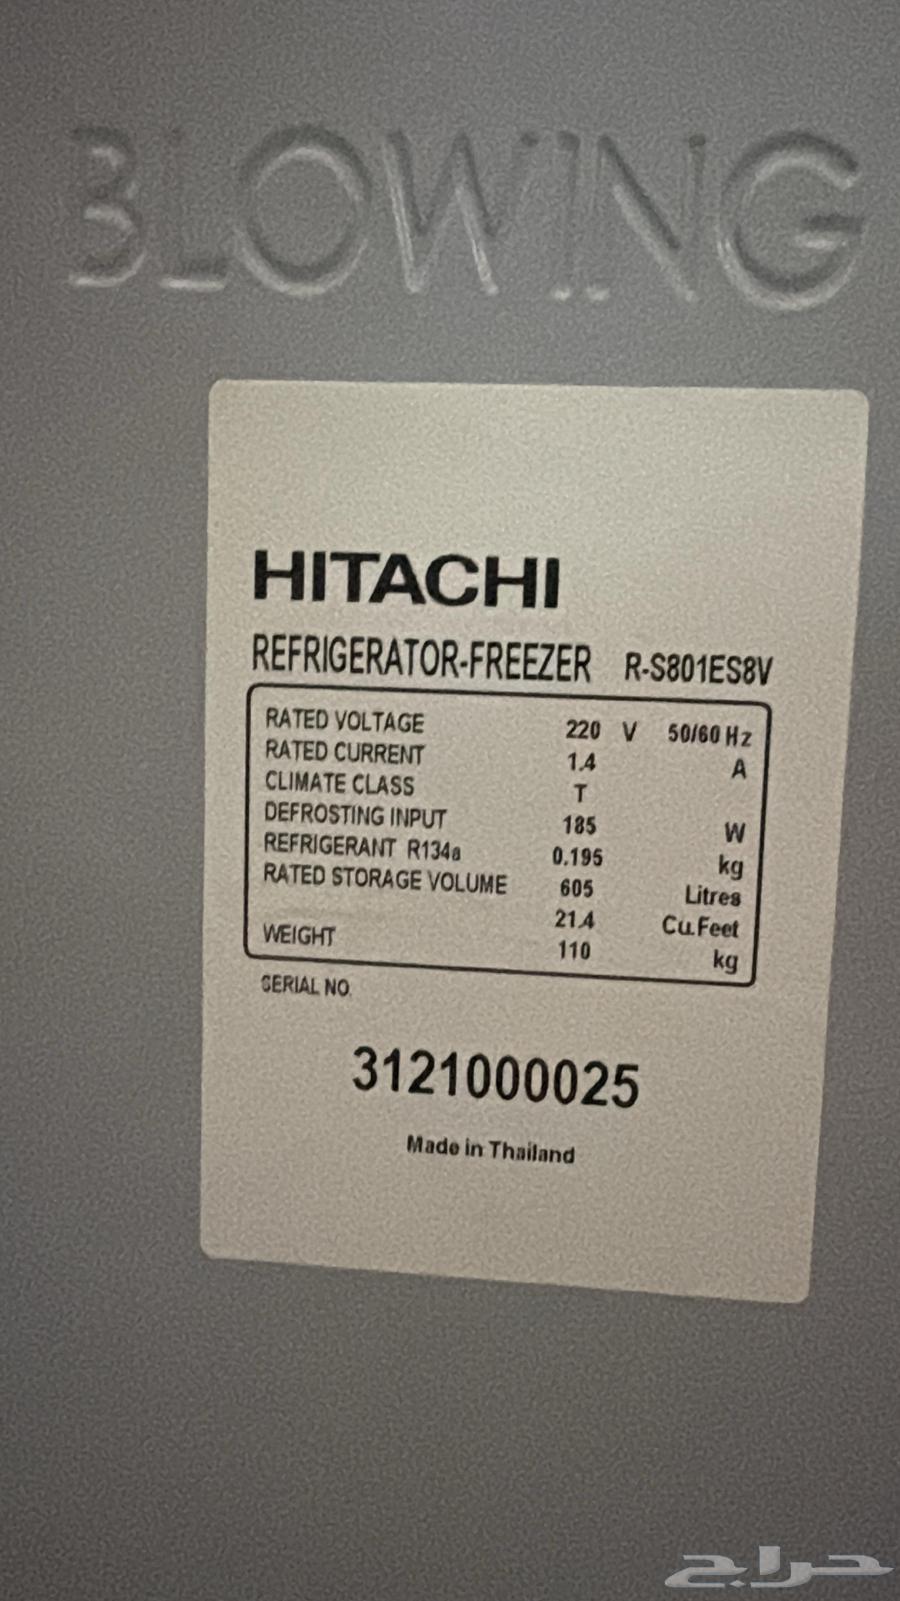 BLOWING
HITACHI
REFRIGERATOR-FREEZER R-S801ES8V
RATED VOLTAGE 220 V 50/60 Hz
RATED CURRENT 1.4 A
CLIMATE CLASS T
DEFROSTING INPUT 185 W
REFRIGERANT R134a 0.195 kg
RATED STORAGE VOLUME 605 Litres
21.4 Cu.Feet
WEIGHT 110 kg
SERIAL NO.
3121000025
Made in Thailand
حراج